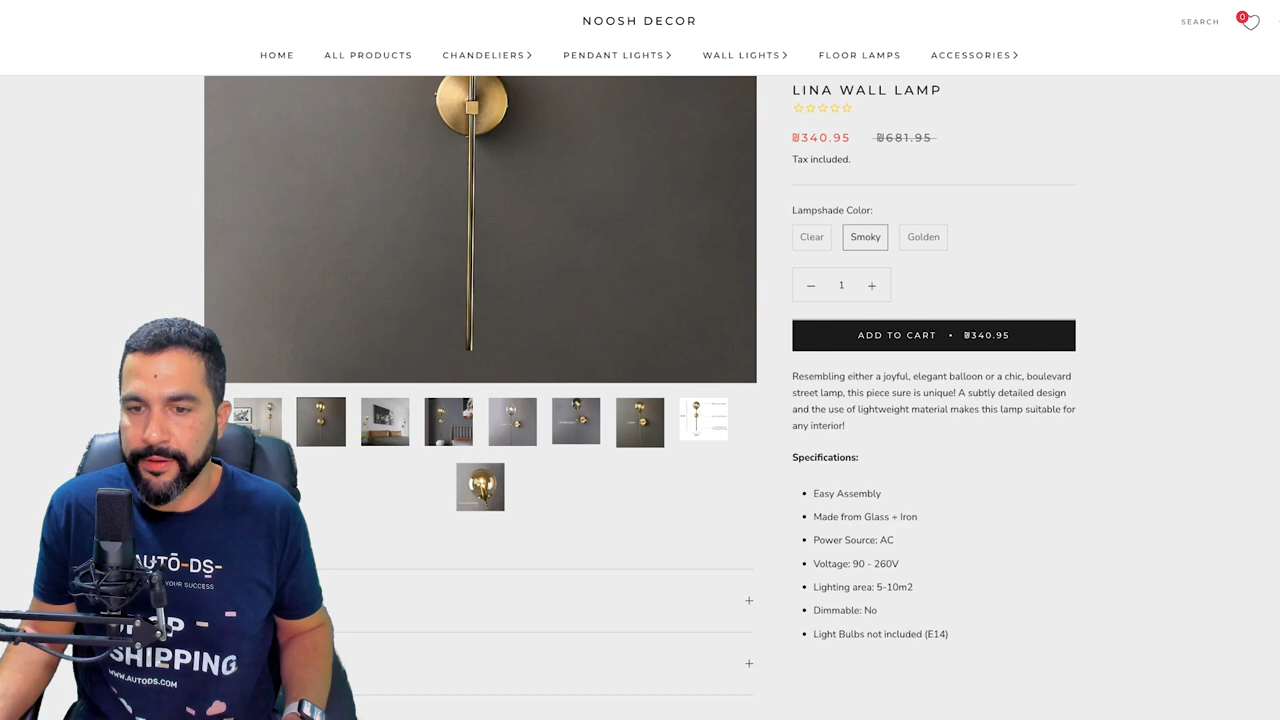 NOOSH DECOR
SEARCH
0
HOME ALL PRODUCTS CHANDELIERS PENDANT LIGHTS WALL LIGHTS FLOOR LAMPS ACCESSORIES
LINA WALL LAMP
₪340.95 ₪681.95
Tax included.
Lampshade Color:
Clear Smoky Golden
1
ADD TO CART • ₪340.95
Resembling either a joyful, elegant balloon or a chic, boulevard
street lamp, this piece sure is unique! A subtly detailed design
and the use of lightweight material makes this lamp suitable for
any interior!
Specifications:
Easy Assembly
Made from Glass + Iron
Power Source: AC
Voltage: 90 - 260V
Lighting area: 5-10m2
Dimmable: No
Light Bulbs not included (E14)
AUTO-DS-
YOUR SUCCESS
SHIPPING
WWW.AUTODS.COM